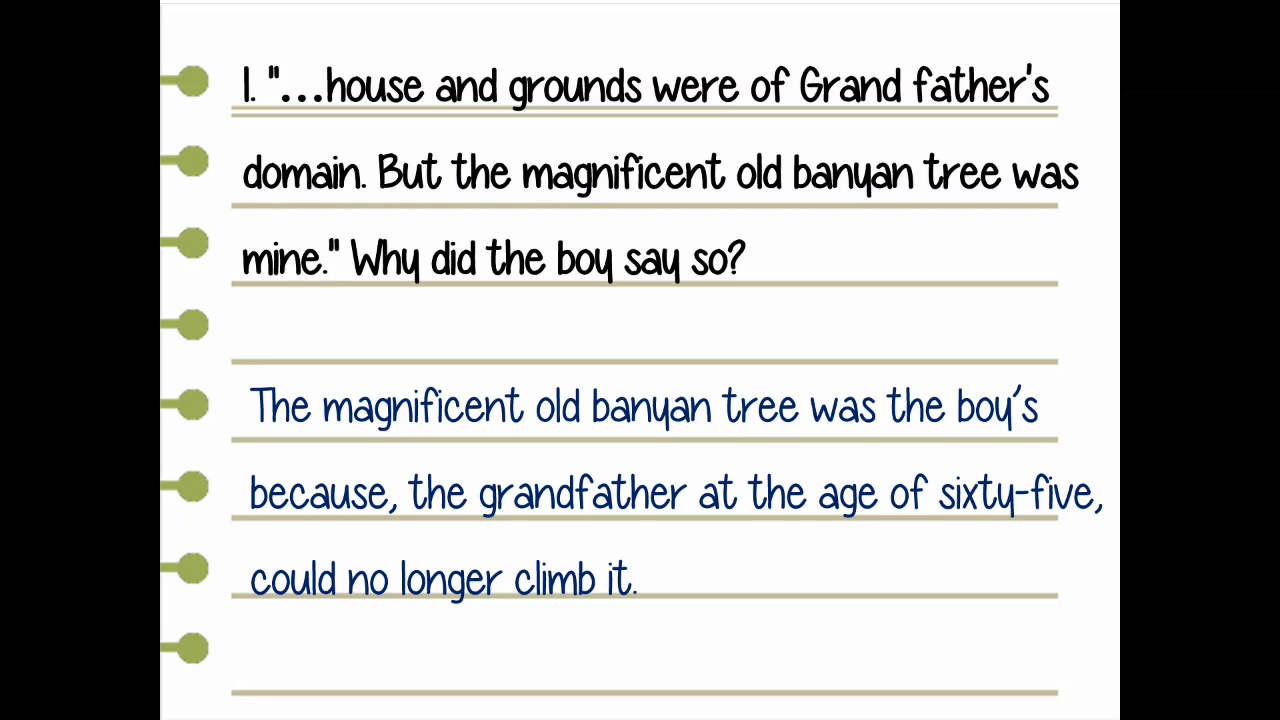 1. "...house and grounds were of Grand father's
domain. But the magnificent old banyan tree was
mine." Why did the boy say so?
The magnificent old banyan tree was the boy's
because, the grandfather at the age of sixty-five,
could no longer climb it.